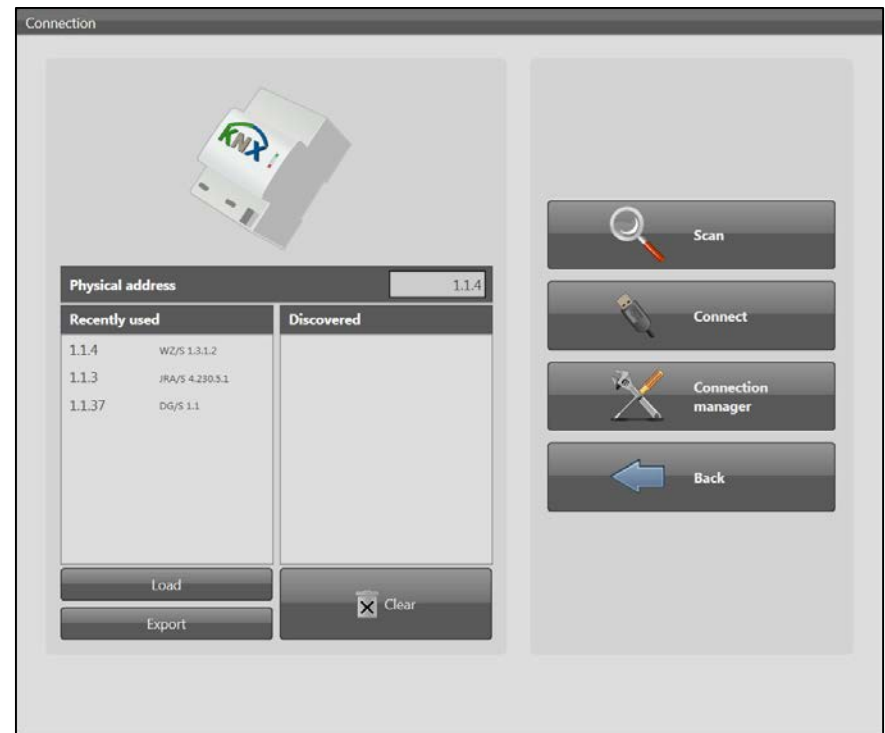 Connection
KNX
Physical address
1.1.4
Recently used
Discovered
1.1.4 WZ/S 1.3.1.2
1.1.3 JRA/S 4.230.5.1
1.1.37 DG/S 1.1
Load
Export
Clear
Scan
Connect
Connection
manager
Back